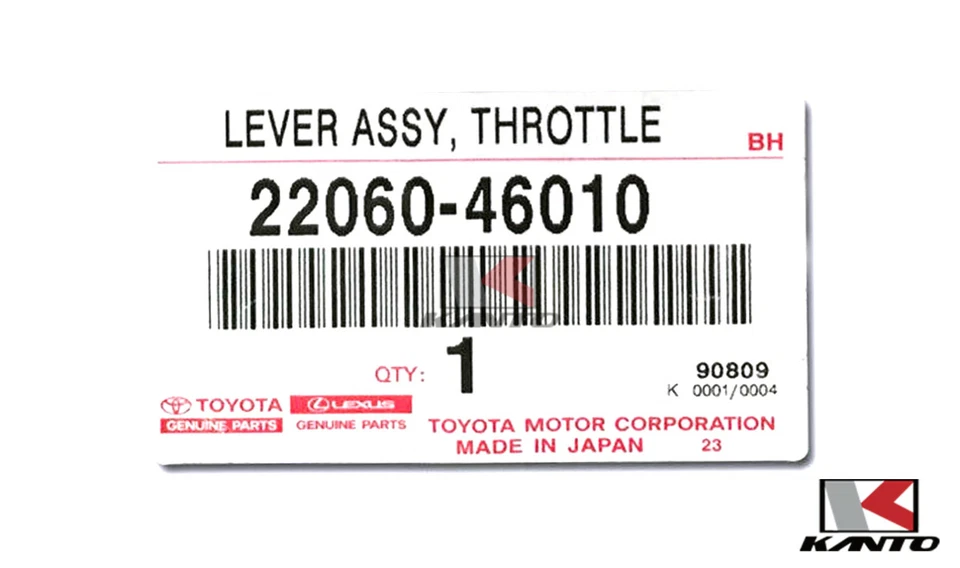 LEVER ASSY, THROTTLE
BH
22060-46010
KANTO
QTY: 1
90809
K 0001/0004
TOYOTA LEXUS
GENUINE PARTS GENUINE PARTS
TOYOTA MOTOR CORPORATION
MADE IN JAPAN 23
KANTO